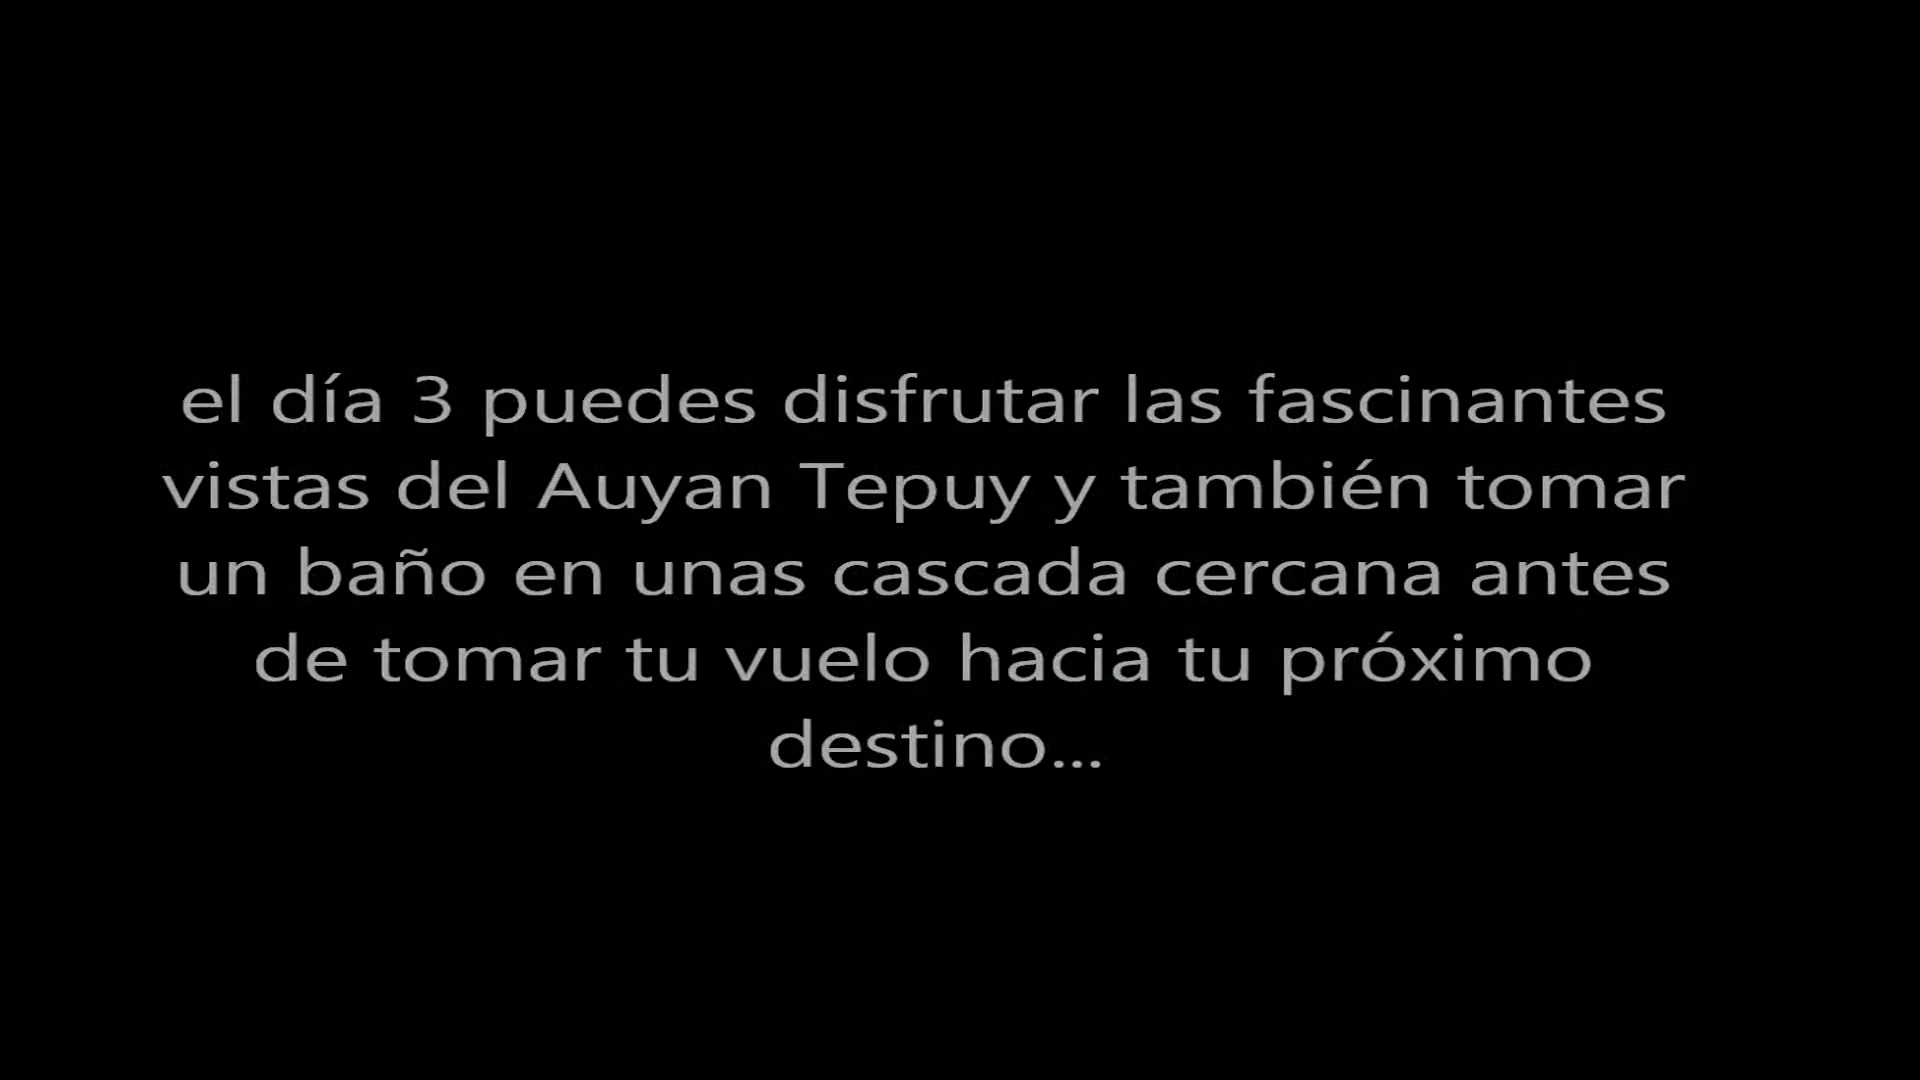 el día 3 puedes disfrutar las fascinantes
vistas del Auyan Tepuy y también tomar
un baño en unas cascada cercana antes
de tomar tu vuelo hacia tu próximo
destino...